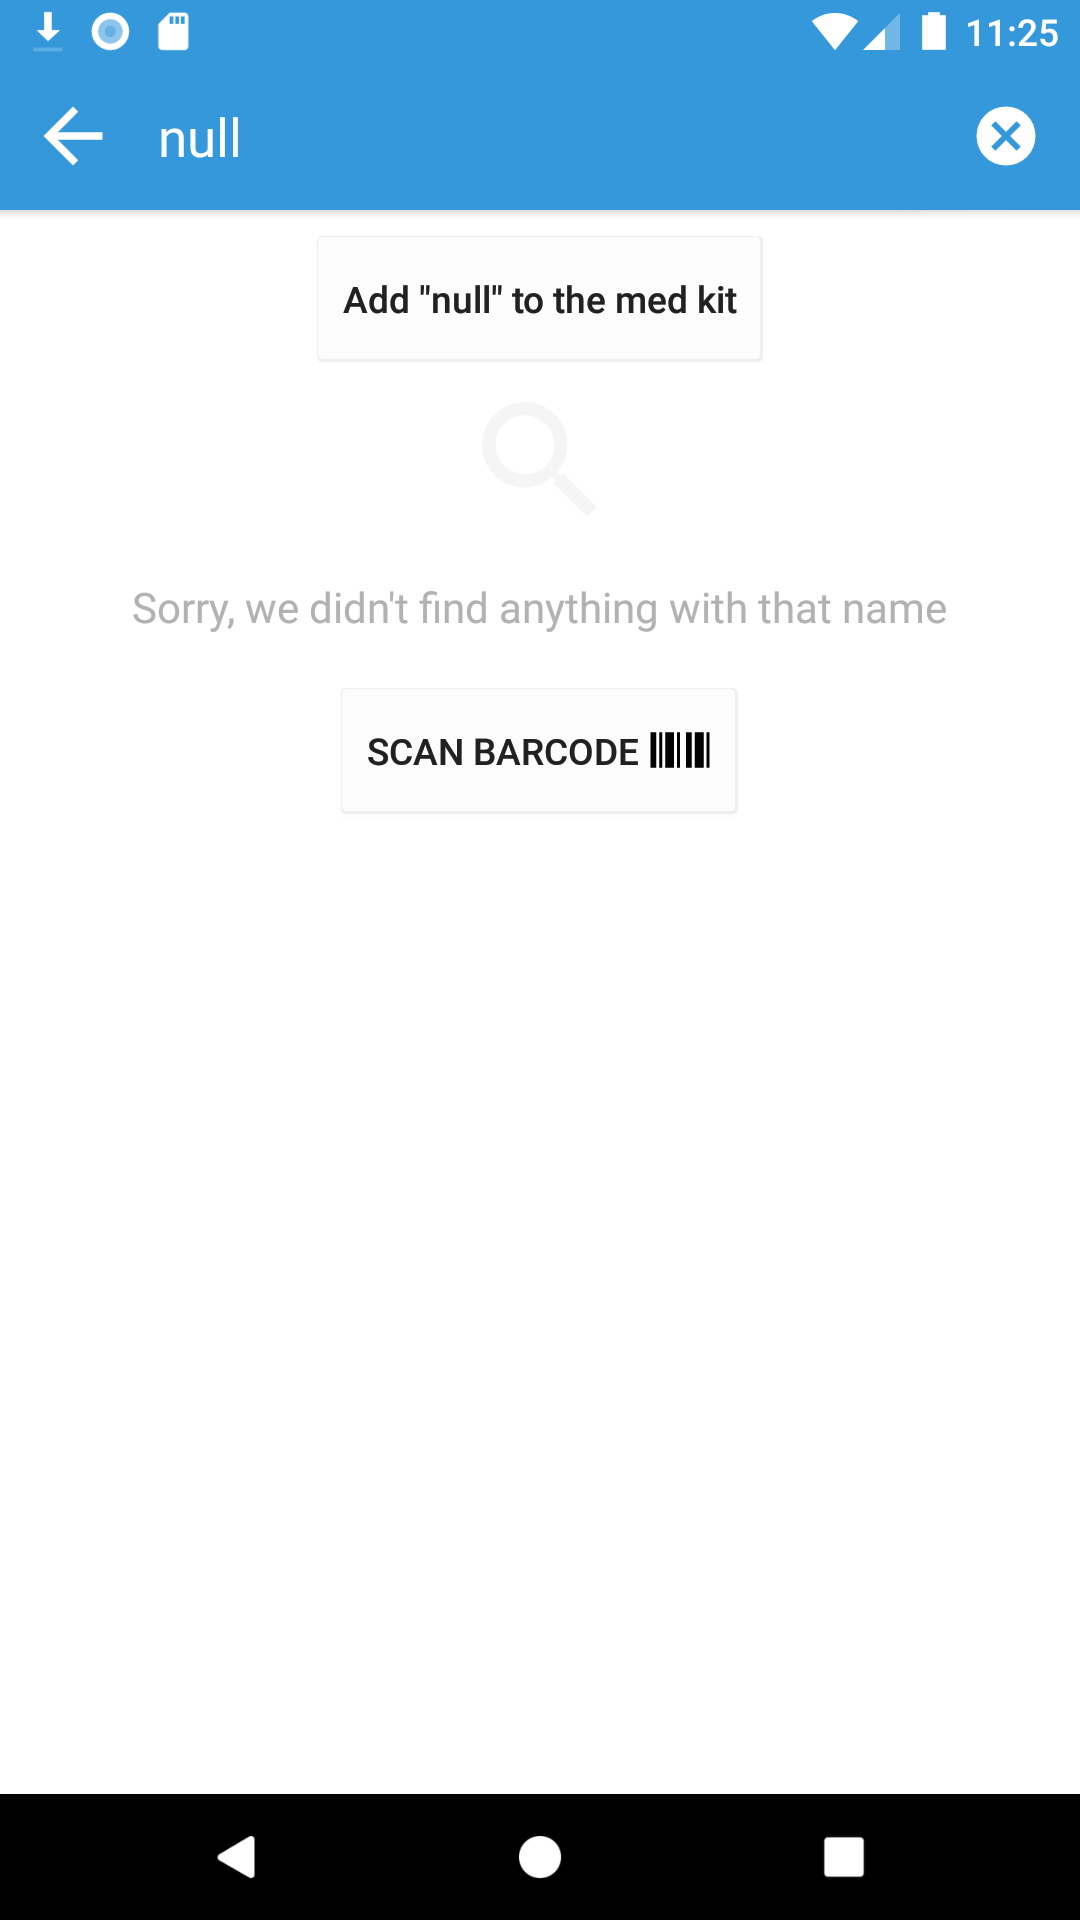 11:25
null
Add "null" to the med kit
Sorry, we didn't find anything with that name
SCAN BARCODE